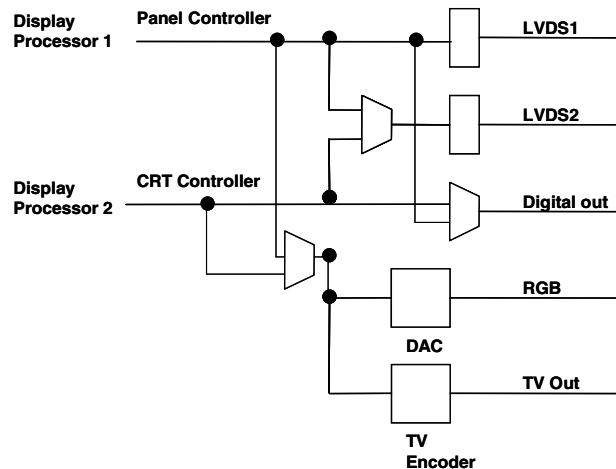 Display
Processor 1
Panel Controller
LVDS1
LVDS2
Display
Processor 2
CRT Controller
Digital out
RGB
DAC
TV Out
TV
Encoder